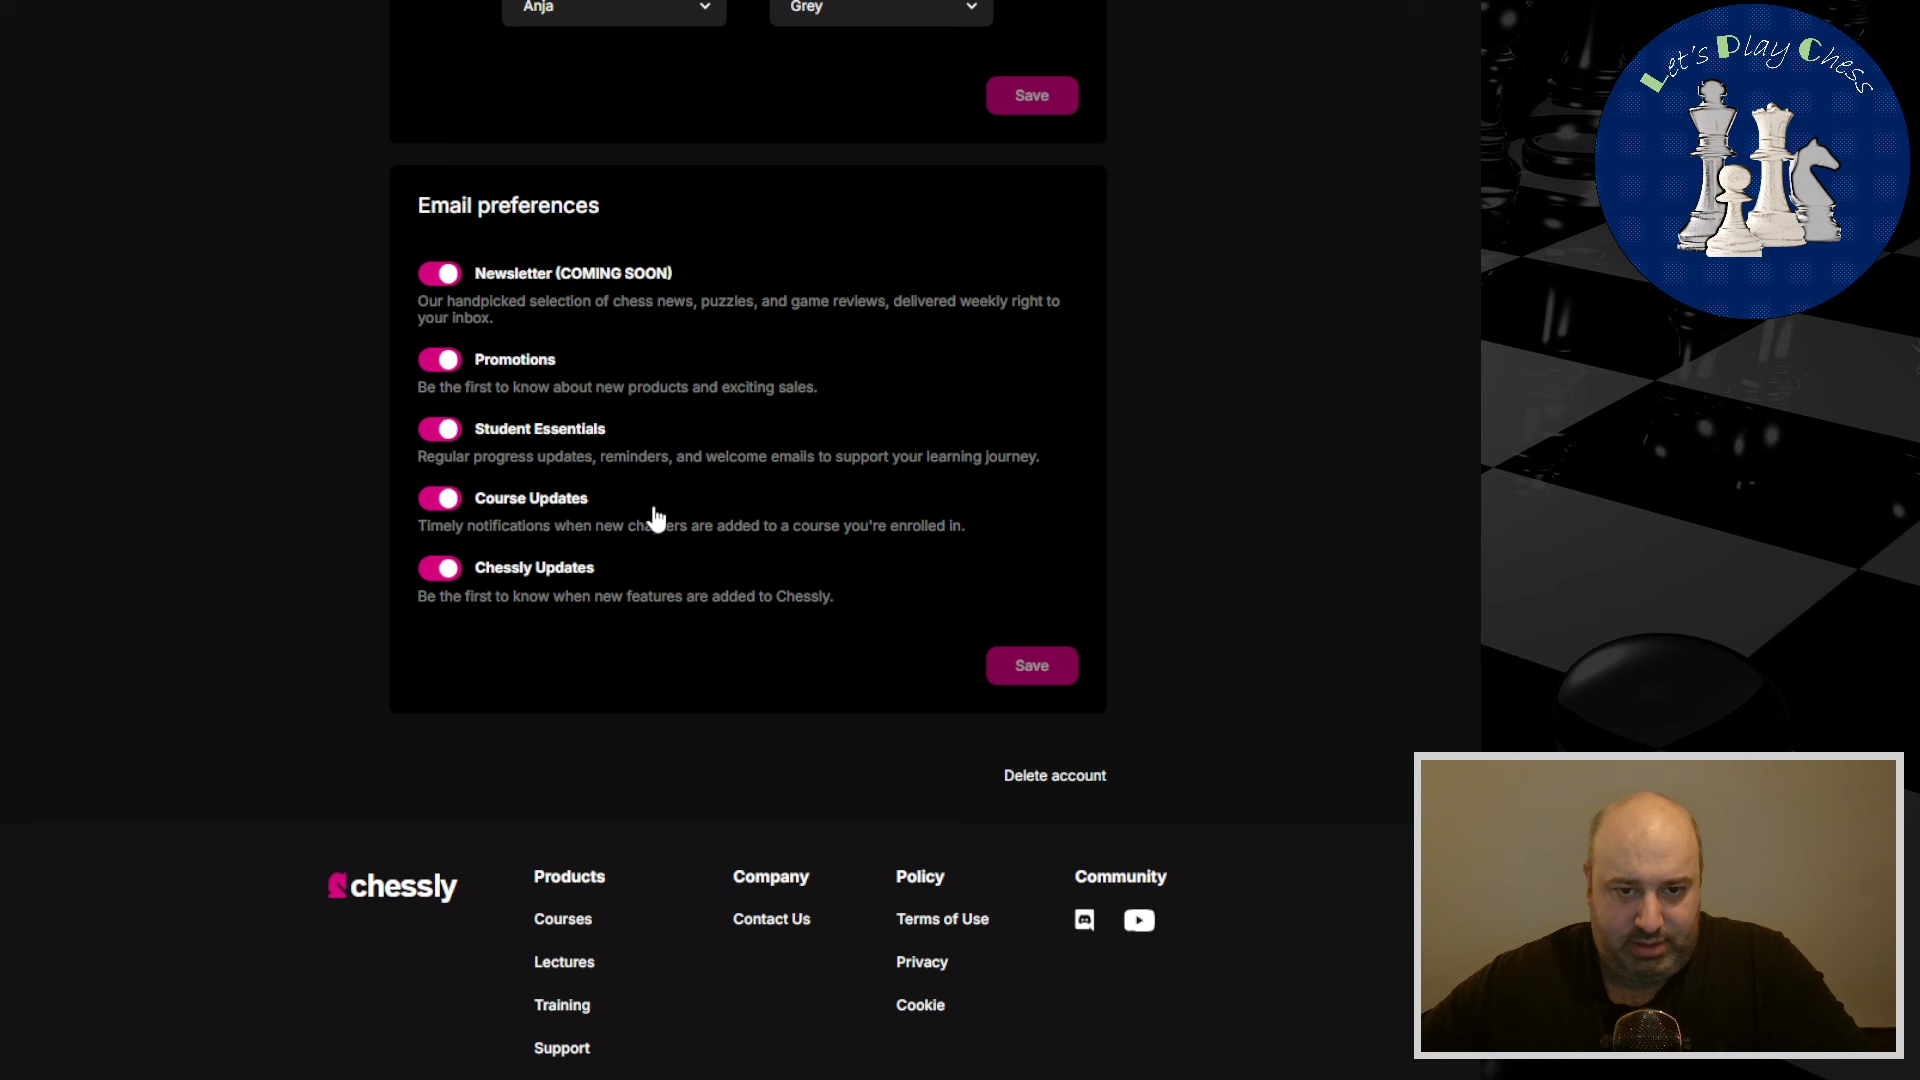 Anja
Grey
Save
Let's Play Chess
Email preferences
Newsletter (COMING SOON)
Our handpicked selection of chess news, puzzles, and game reviews, delivered weekly right to
your inbox.
Promotions
Be the first to know about new products and exciting sales.
Student Essentials
Regular progress updates, reminders, and welcome emails to support your learning journey.
Course Updates
Timely notifications when new are added to a course you're enrolled in.
Chessly Updates
Be the first to know when new features are added to Chessly.
Save
Delete account
chessly
Products
Courses
Lectures
Training
Support
Company
Contact Us
Policy
Terms of Use
Privacy
Cookie
Community